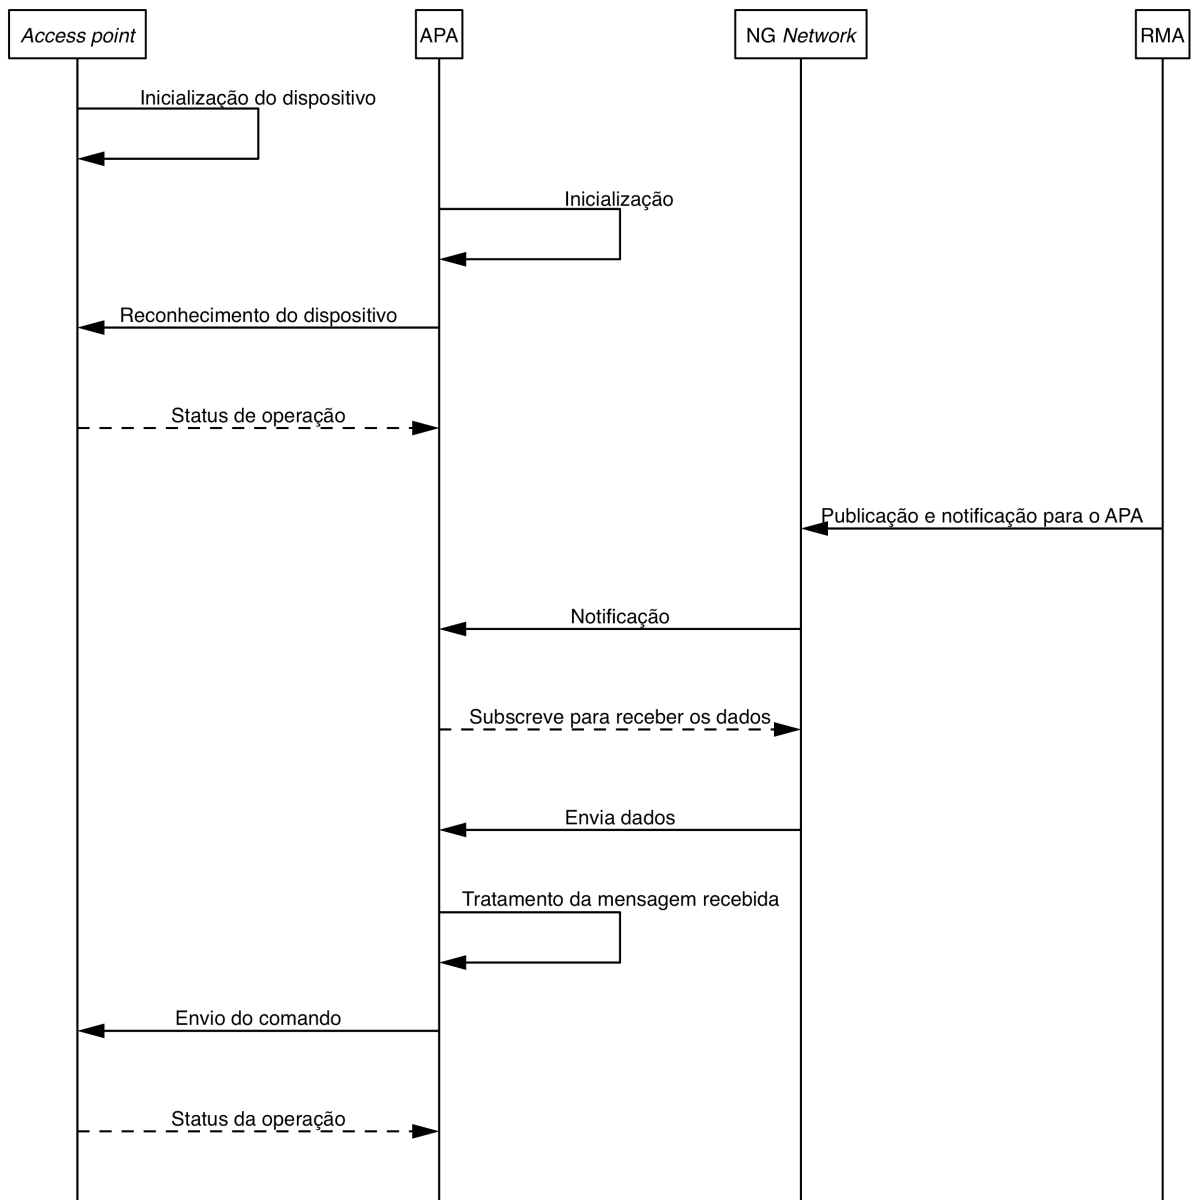 Access point
APA
NG Network
RMA
Inicialização do dispositivo
Inicialização
Reconhecimento do dispositivo
Status de operação
Publicação e notificação para o APA
Notificação
Subscreve para receber os dados
Envia dados
Tratamento da mensagem recebida
Envio do comando
Status da operação